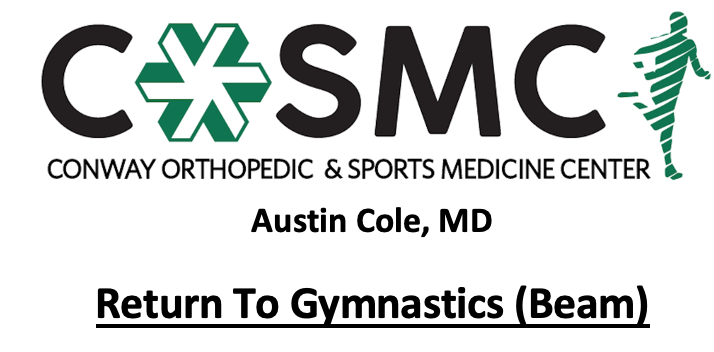 COSMC
CONWAY ORTHOPEDIC & SPORTS MEDICINE CENTER
Austin Cole, MD
Return To Gymnastics (Beam)